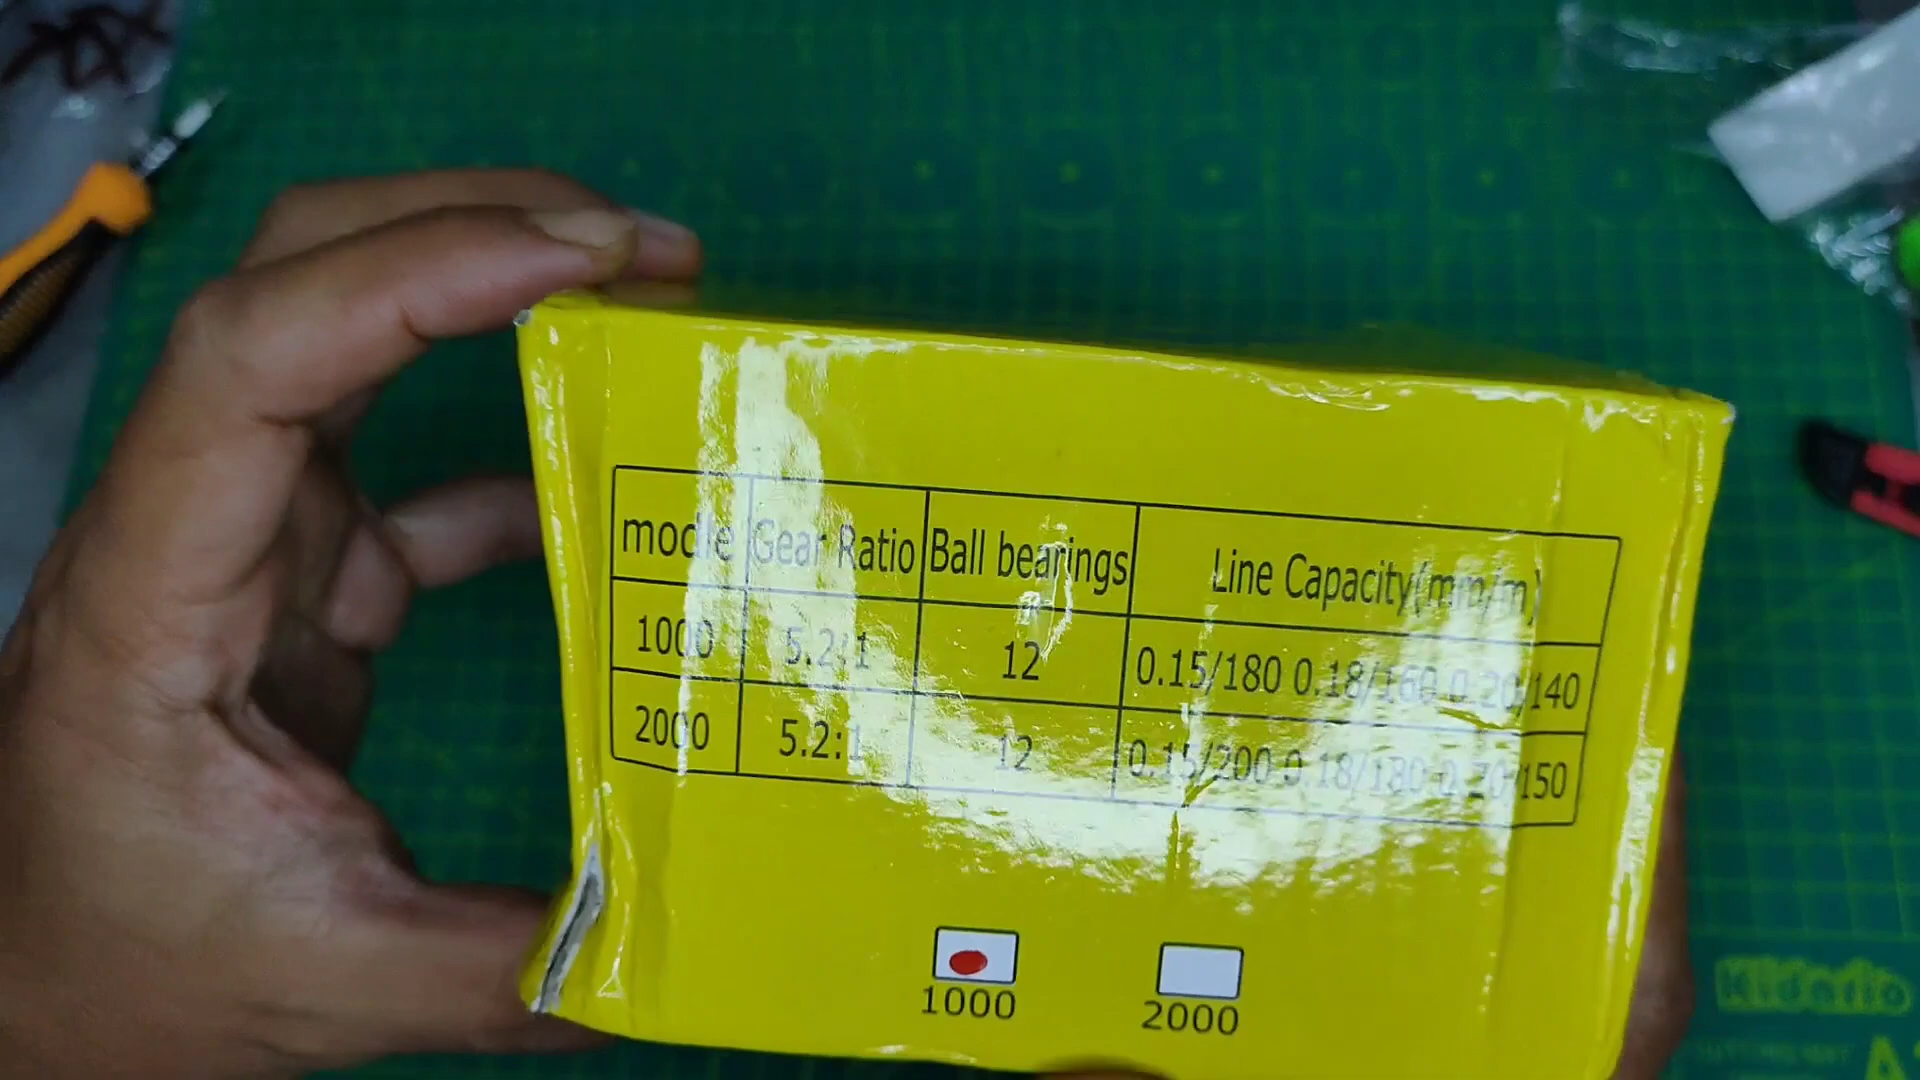 modle Gear Ratio Ball bearings Line Capacity(mm/m)
1000 5.2:1 12 0.15/180 0.18/160 0.20/140
2000 5.2:1 12 0.15/200 0.18/180 0.20/150
1000 2000